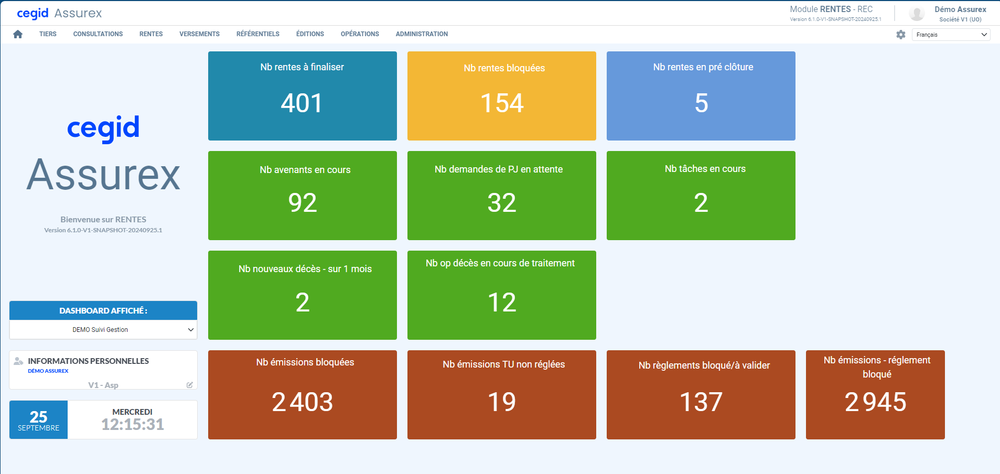 cegid Assurex
Module RENTES - REC
Version 6.1.0-V1-SNAPSHOT-20240925.1
Démo Assurex
Société V1 (UO)
TIERS CONSULTATIONS RENTES VERSEMENTS RÉFÉRENTIELS ÉDITIONS OPÉRATIONS ADMINISTRATION
Français
cegid
Assurex
Bienvenue sur RENTES
Version 6.1.0-V1-SNAPSHOT-20240925.1
DASHBOARD AFFICHÉ :
DEMO Suivi Gestion
INFORMATIONS PERSONNELLES
DÉMO ASSUREX
V1 - Asp
25
SEPTEMBRE
MERCREDI
12:15:31
Nb rentes à finaliser
401
Nb rentes bloquées
154
Nb rentes en pré clôture
5
Nb avenants en cours
92
Nb demandes de PJ en attente
32
Nb tâches en cours
2
Nb nouveaux décès - sur 1 mois
2
Nb op décès en cours de traitement
12
Nb émissions bloquées
2 403
Nb émissions TU non réglées
19
Nb règlements bloqué/à valider
137
Nb émissions - réglement
bloqué
2 945